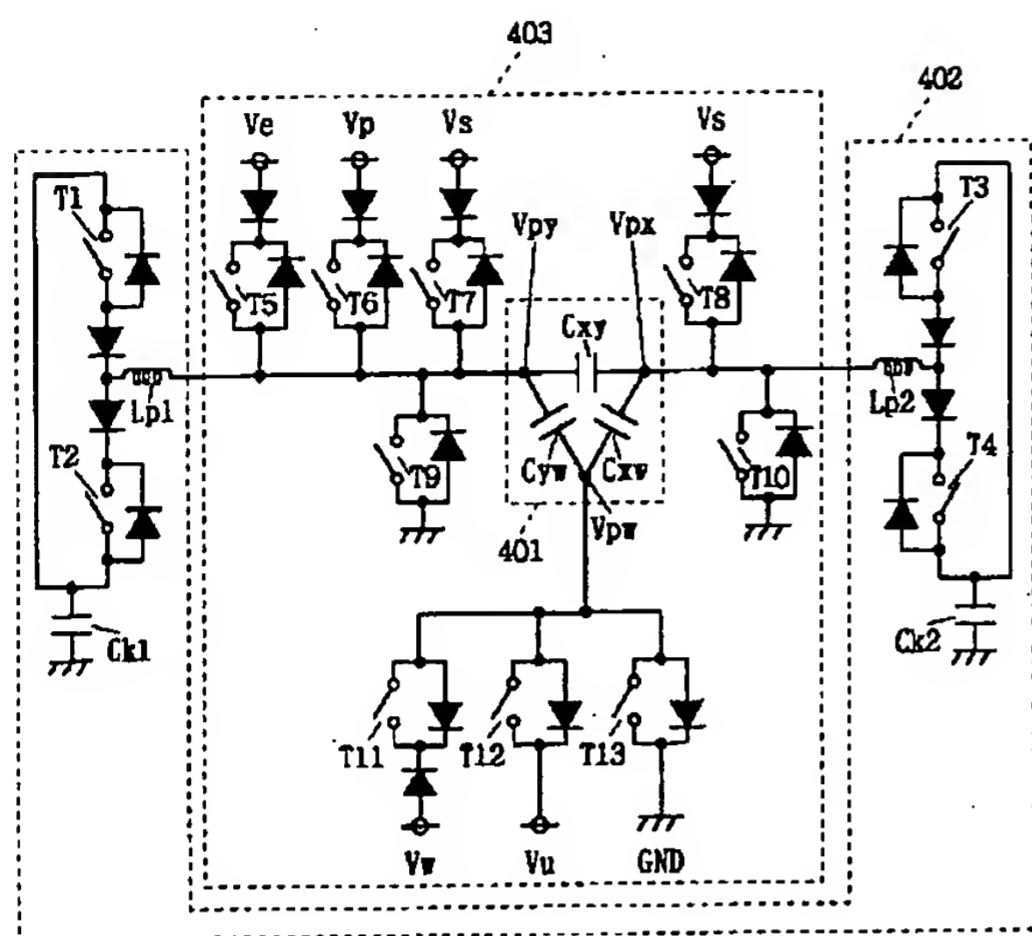 403
402
Ve
Vp
Vs
Vs
T1
T3
Vpy
Vpx
T5
T6
T7
T8
Cxy
Lp1
Lp2
T2
T9
Cyw
Cxw
T10
T4
401
Vpw
Ck1
Ck2
T11
T12
T13
Vw
Vu
GND